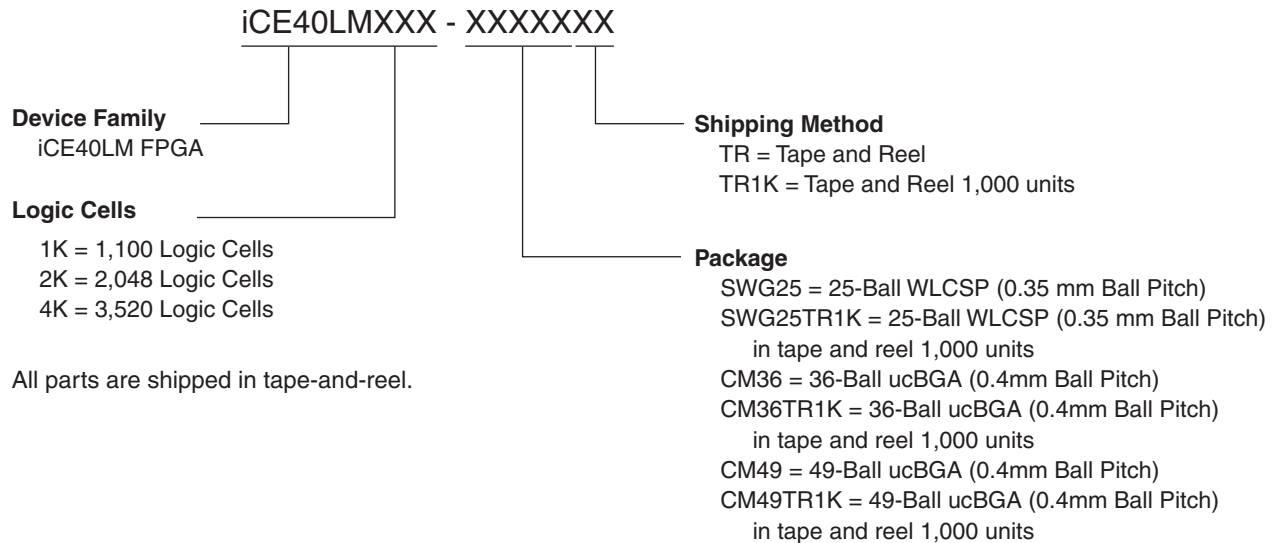 iCE40LMXXX - XXXXXXXX
Device Family
iCE40LM FPGA
Logic Cells
1K = 1,100 Logic Cells
2K = 2,048 Logic Cells
4K = 3,520 Logic Cells
All parts are shipped in tape-and-reel.
Shipping Method
TR = Tape and Reel
TR1K = Tape and Reel 1,000 units
Package
SWG25 = 25-Ball WLCSP (0.35 mm Ball Pitch)
SWG25TR1K = 25-Ball WLCSP (0.35 mm Ball Pitch)
in tape and reel 1,000 units
CM36 = 36-Ball ucBGA (0.4mm Ball Pitch)
CM36TR1K = 36-Ball ucBGA (0.4mm Ball Pitch)
in tape and reel 1,000 units
CM49 = 49-Ball ucBGA (0.4mm Ball Pitch)
CM49TR1K = 49-Ball ucBGA (0.4mm Ball Pitch)
in tape and reel 1,000 units